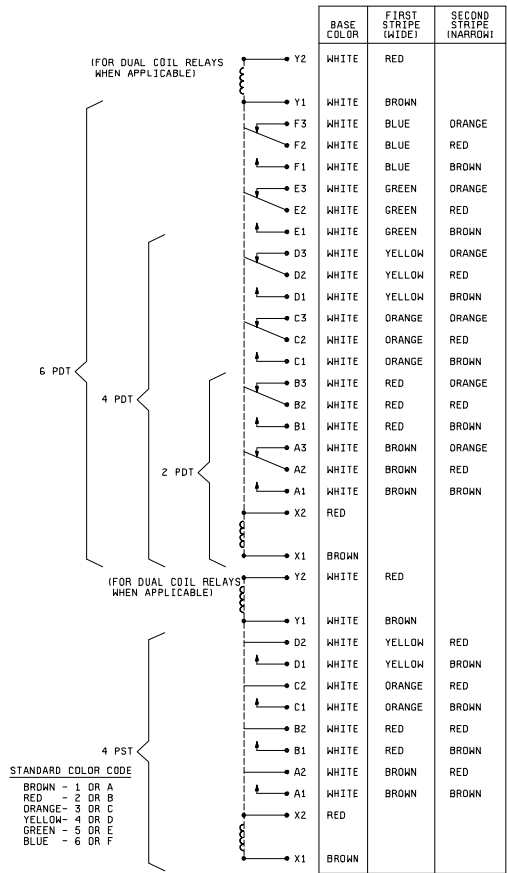 BASE COLOR FIRST STRIPE (WIDE) SECOND STRIPE (NARROW)
(FOR DUAL COIL RELAYS WHEN APPLICABLE)
Y2 WHITE RED
Y1 WHITE BROWN
F3 WHITE BLUE ORANGE
F2 WHITE BLUE RED
F1 WHITE BLUE BROWN
E3 WHITE GREEN ORANGE
E2 WHITE GREEN RED
E1 WHITE GREEN BROWN
D3 WHITE YELLOW ORANGE
D2 WHITE YELLOW RED
D1 WHITE YELLOW BROWN
C3 WHITE ORANGE ORANGE
C2 WHITE ORANGE RED
C1 WHITE ORANGE BROWN
6 PDT
B3 WHITE RED ORANGE
4 PDT
B2 WHITE RED RED
B1 WHITE RED BROWN
A3 WHITE BROWN ORANGE
2 PDT
A2 WHITE BROWN RED
A1 WHITE BROWN BROWN
X2 RED
X1 BROWN
(FOR DUAL COIL RELAYS WHEN APPLICABLE)
Y2 WHITE RED
Y1 WHITE BROWN
D2 WHITE YELLOW RED
D1 WHITE YELLOW BROWN
C2 WHITE ORANGE RED
C1 WHITE ORANGE BROWN
B2 WHITE RED RED
4 PST
B1 WHITE RED BROWN
A2 WHITE BROWN RED
A1 WHITE BROWN BROWN
X2 RED
X1 BROWN
STANDARD COLOR CODE
BROWN - 1 OR A
RED - 2 OR B
ORANGE- 3 OR C
YELLOW- 4 OR D
GREEN - 5 OR E
BLUE - 6 OR F